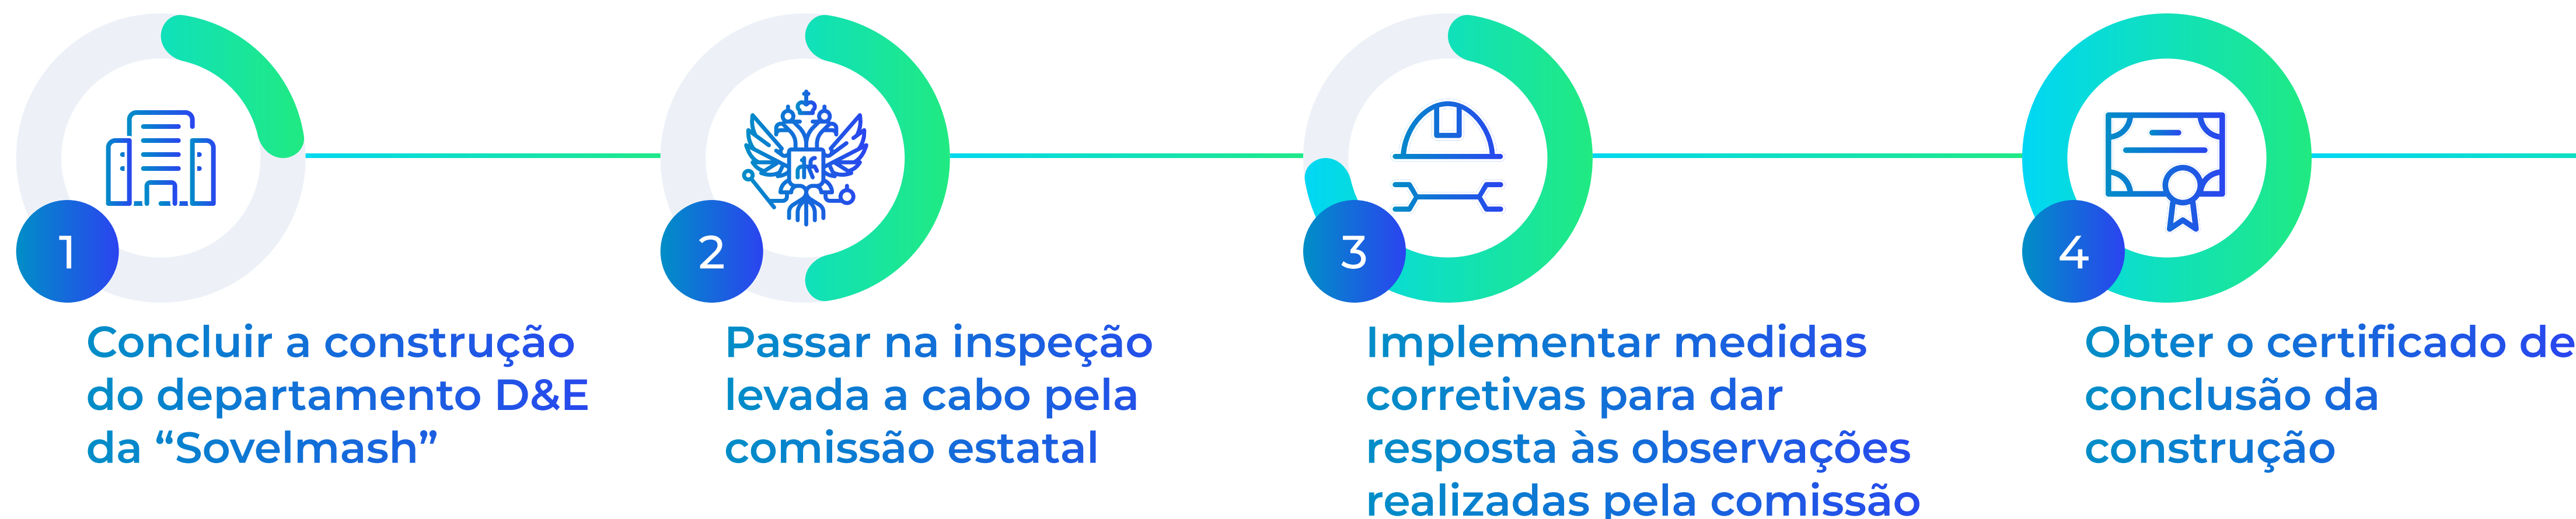 1
Concluir a construção
do departamento D&E
da “Sovelmash”
2
Passar na inspeção
levada a cabo pela
comissão estatal
3
Implementar medidas
corretivas para dar
resposta às observações
realizadas pela comissão
4
Obter o certificado de
conclusão da
construção